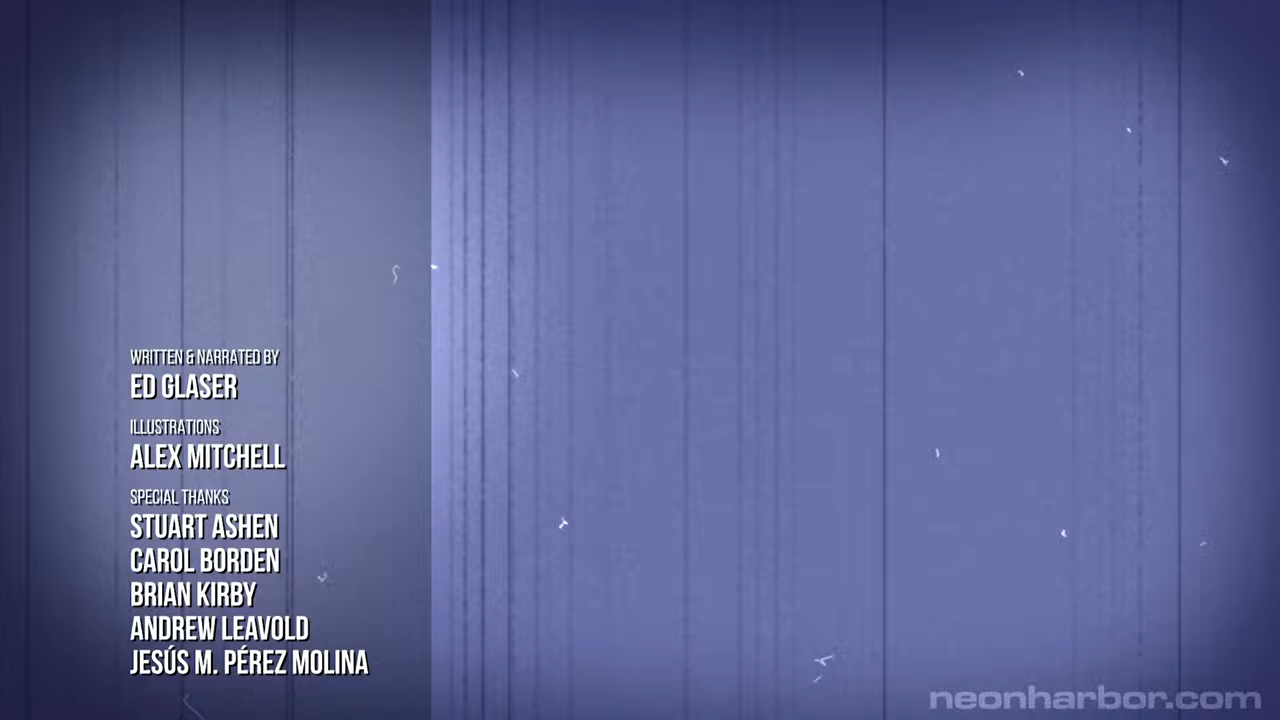 WRITTEN & NARRATED BY
ED GLASER
ILLUSTRATIONS
ALEX MITCHELL
SPECIAL THANKS
STUART ASHEN
CAROL BORDEN
BRIAN KIRBY
ANDREW LEAVOLD
JESÚS M. PÉREZ MOLINA
neonharbor.com